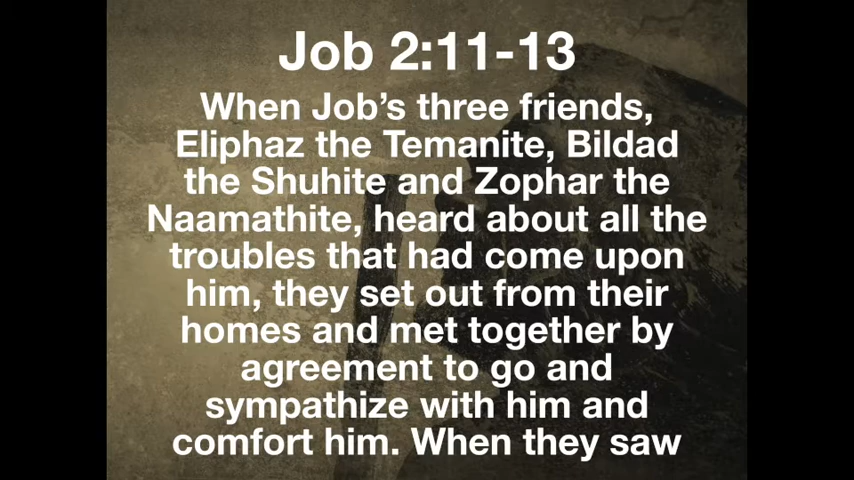 Job 2:11-13
When Job’s three friends,
Eliphaz the Temanite, Bildad
the Shuhite and Zophar the
Naamathite, heard about all the
troubles that had come upon
him, they set out from their
homes and met together by
agreement to go and
sympathize with him and
comfort him. When they saw